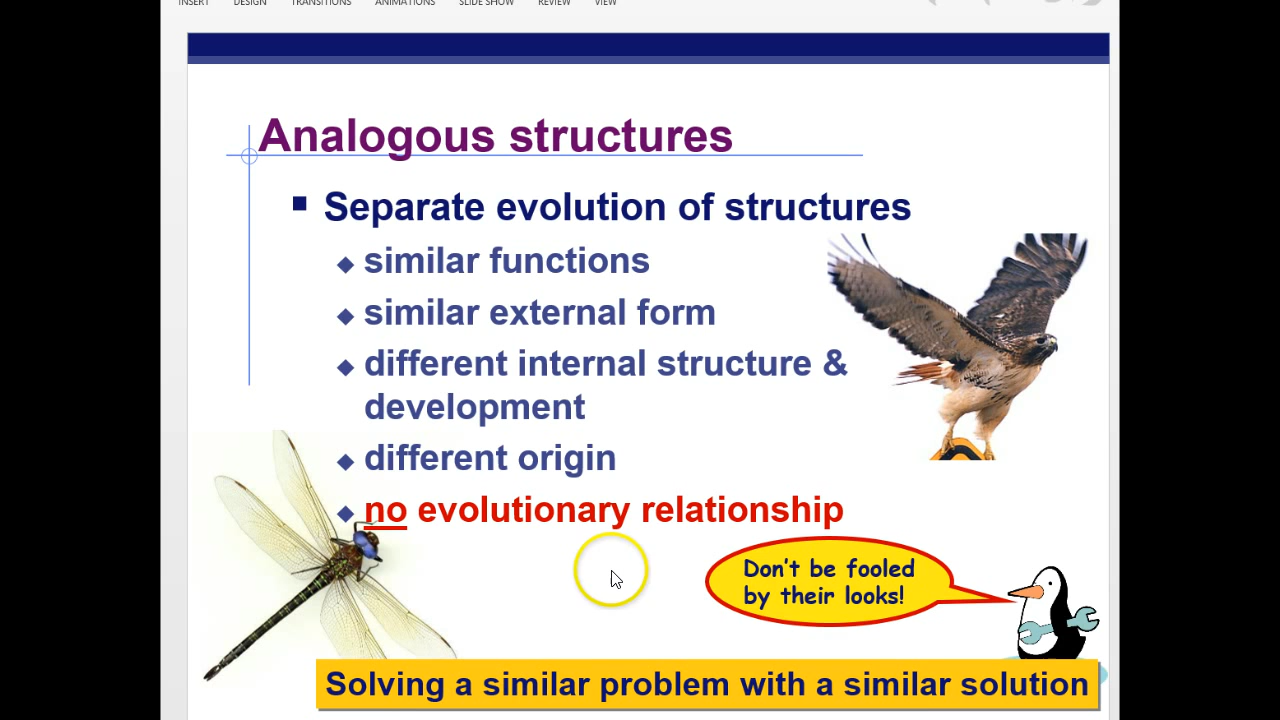 INSERT DESIGN TRANSITIONS ANIMATIONS SLIDE SHOW REVIEW VIEW
Analogous structures
Separate evolution of structures
similar functions
similar external form
different internal structure &
development
different origin
no evolutionary relationship
Don't be fooled
by their looks!
Solving a similar problem with a similar solution